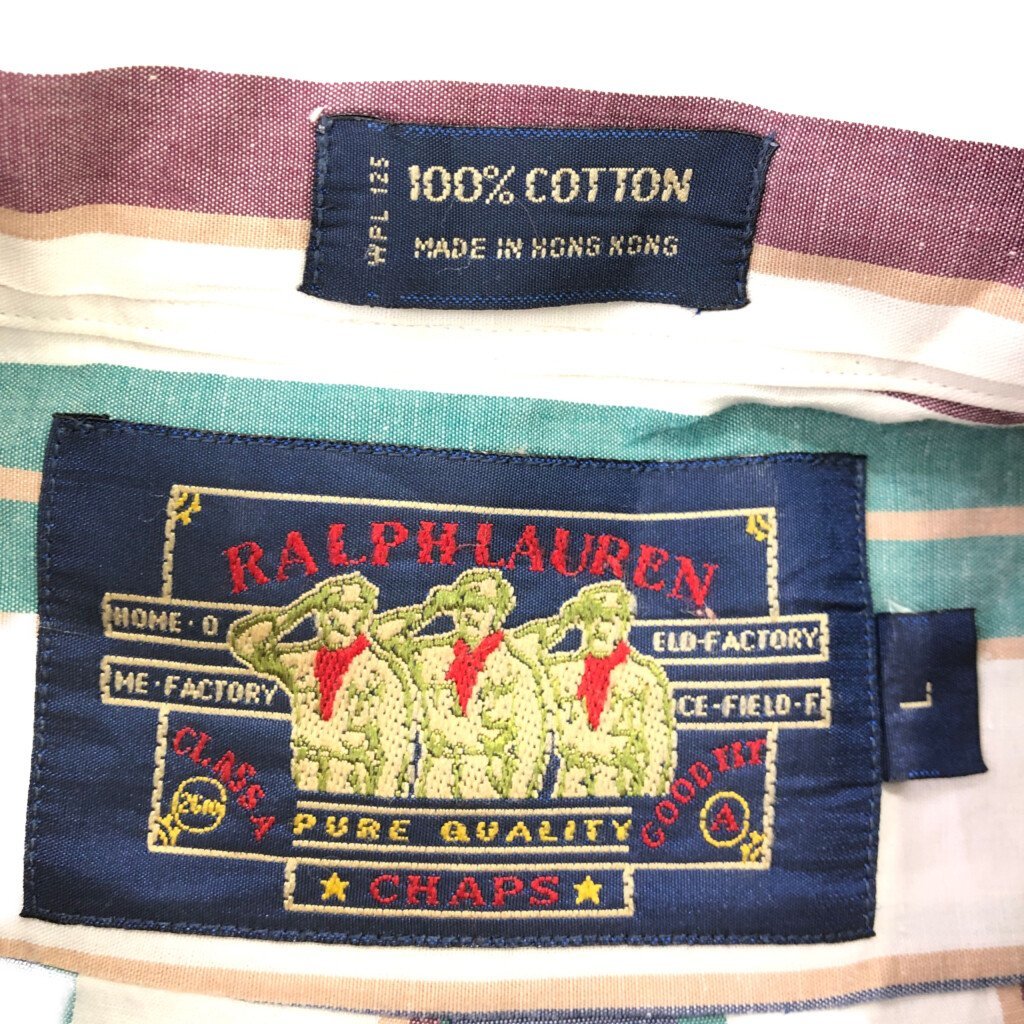 WPL 125
100% COTTON
MADE IN HONG KONG
RALPH LAUREN
HOME · O
ELD-FACTORY
ME · FACTORY
CE-FIELD-F
CLASS A
GOOD FIT
A
PURE QUALITY
★ CHAPS ★
L